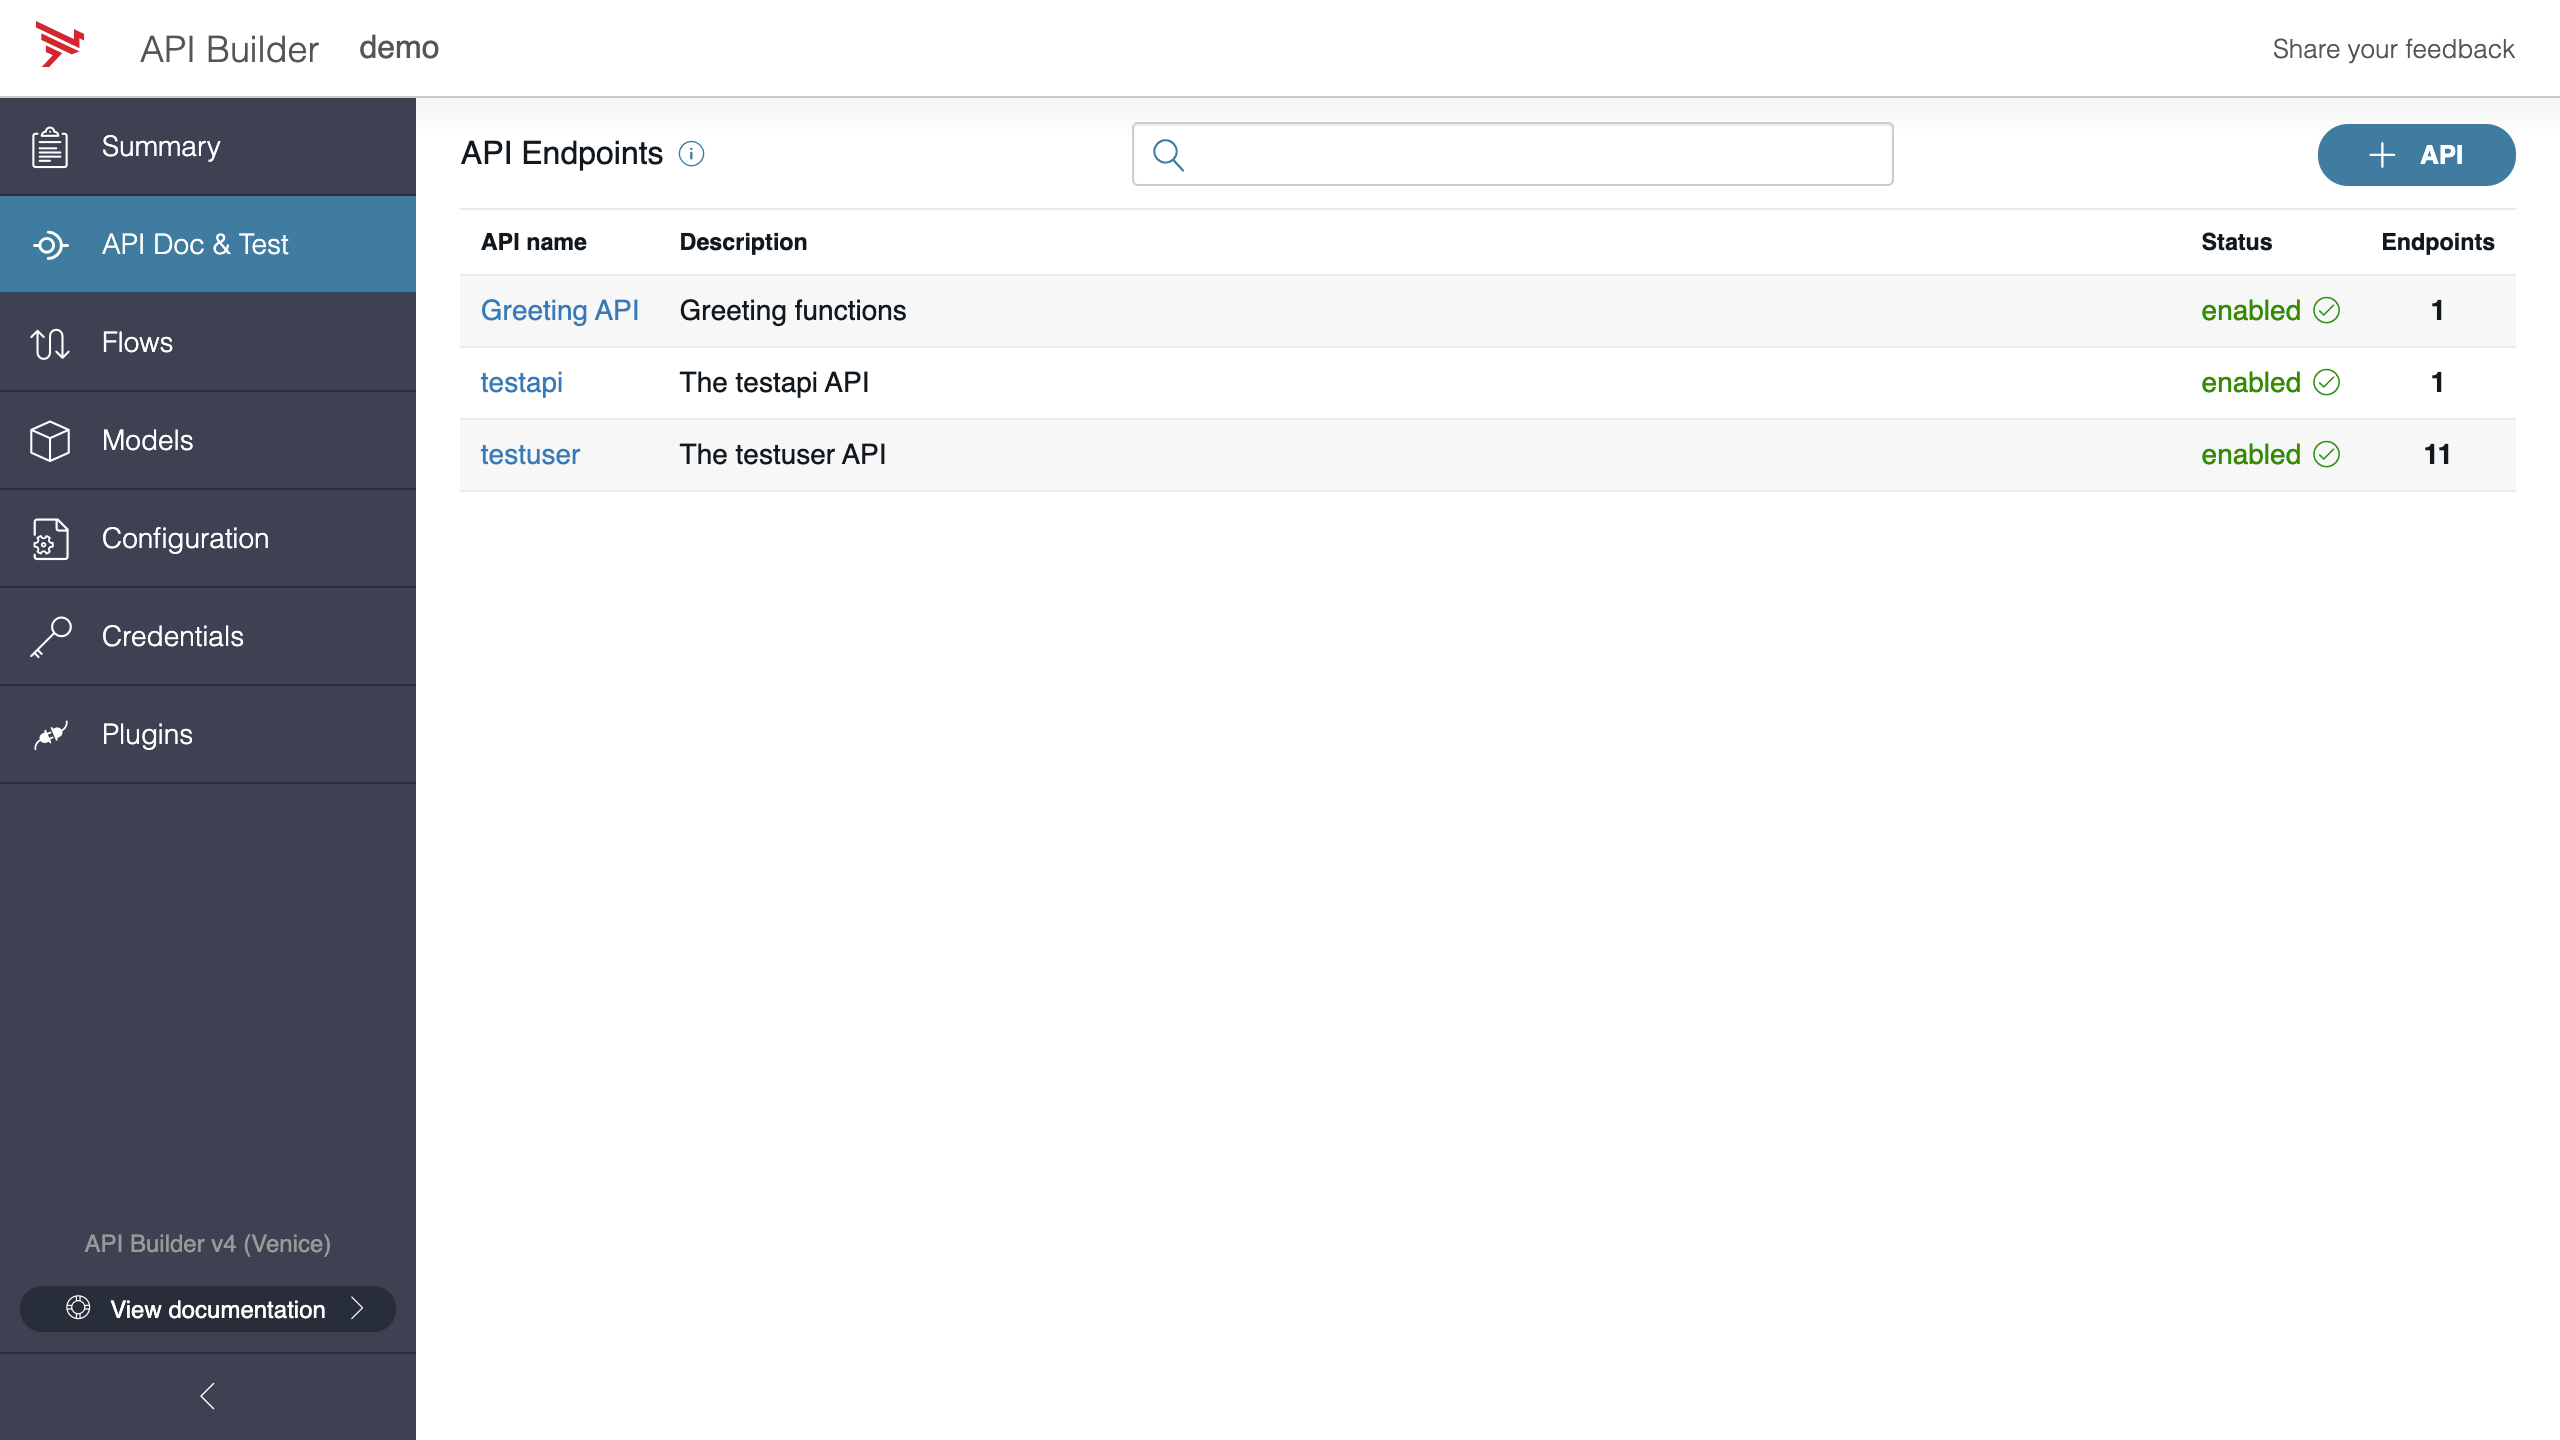 API Builder demo Share your feedback
Summary
API Doc & Test
Flows
Models
Configuration
Credentials
Plugins
API Builder v4 (Venice)
View documentation
API Endpoints
API
API name Description Status Endpoints
Greeting API Greeting functions enabled 1
testapi The testapi API enabled 1
testuser The testuser API enabled 11